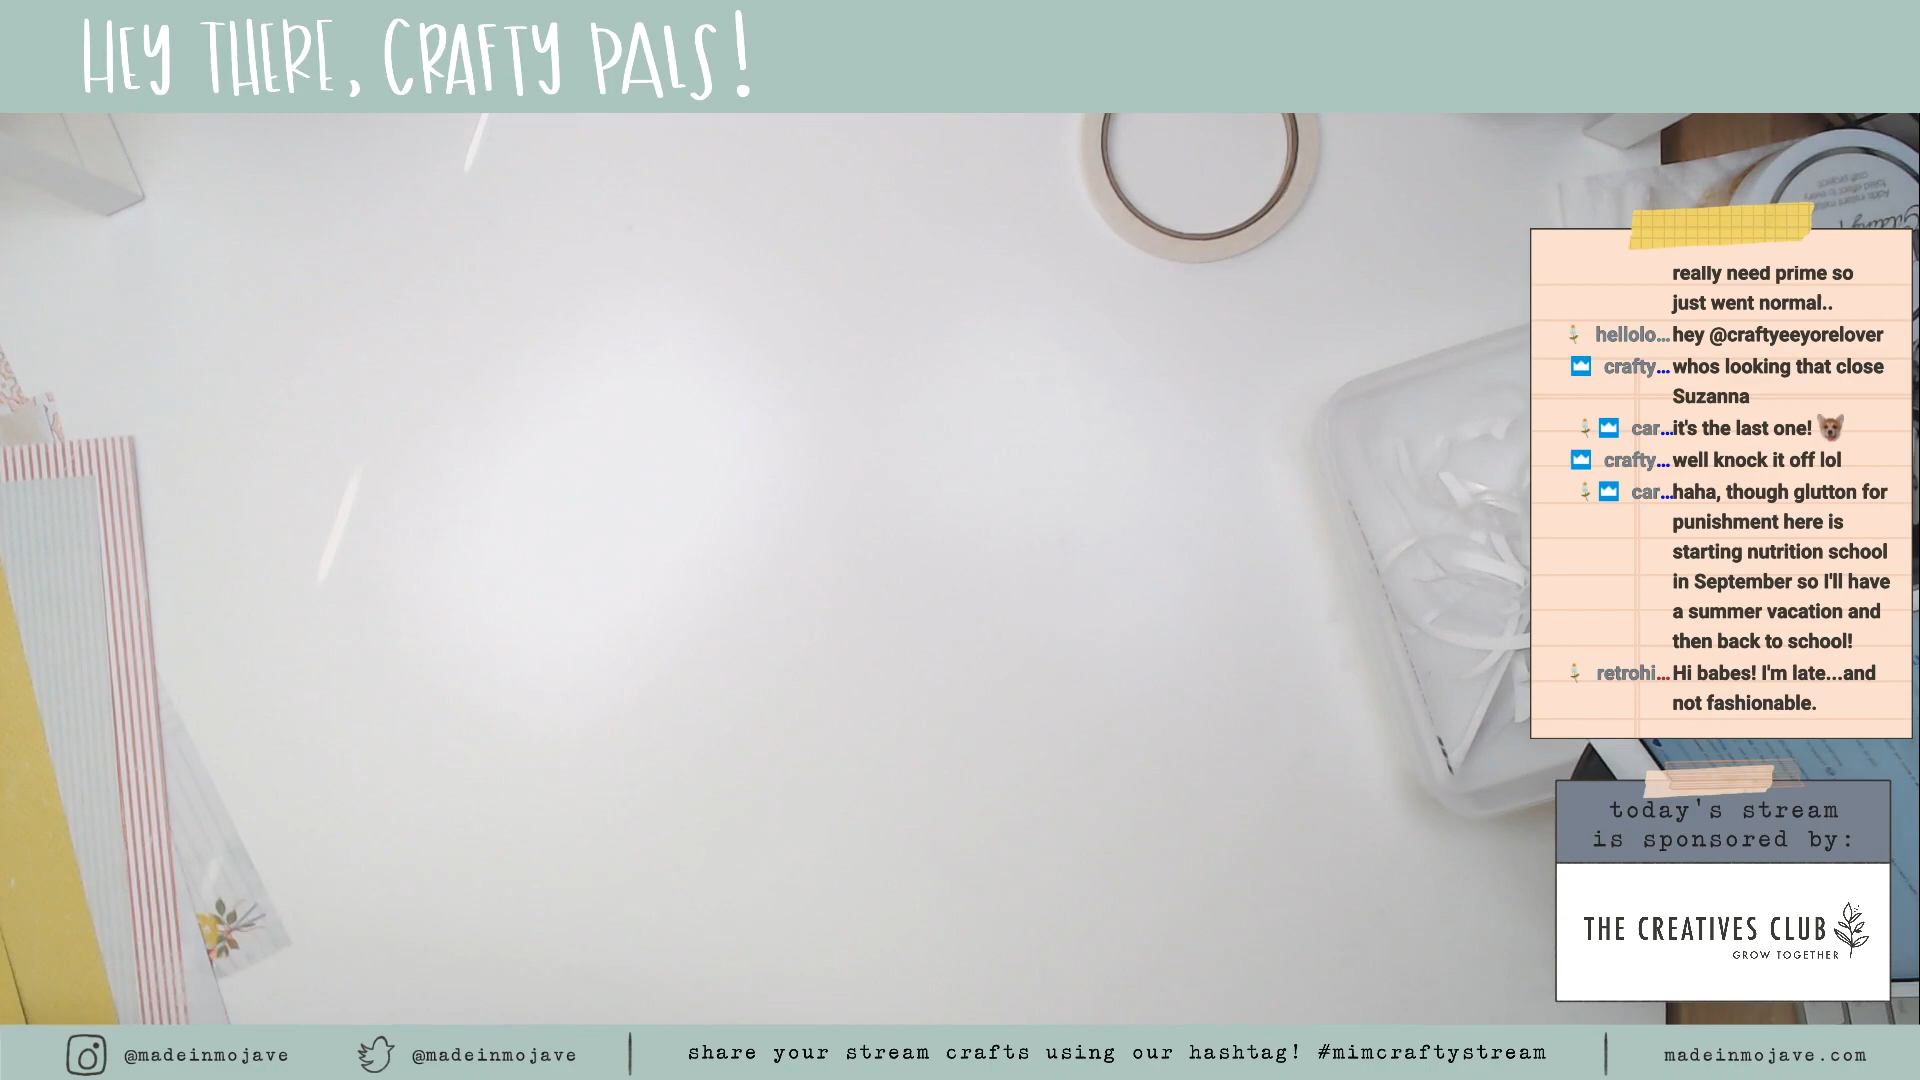 HEY THERE, CRAFTY PALS!
really need prime so
just went normal..
hellolo... hey @craftyeeyorelover
crafty... whos looking that close
Suzanna
car... it's the last one!
crafty... well knock it off lol
car... haha, though glutton for
punishment here is
starting nutrition school
in September so I'll have
a summer vacation and
then back to school!
retrohi... Hi babes! I'm late...and
not fashionable.
today's stream
is sponsored by:
THE CREATIVES CLUB
GROW TOGETHER
@madeinmojave
@madeinmojave
share your stream crafts using our hashtag! #mimcraftystream
madeinmojave.com